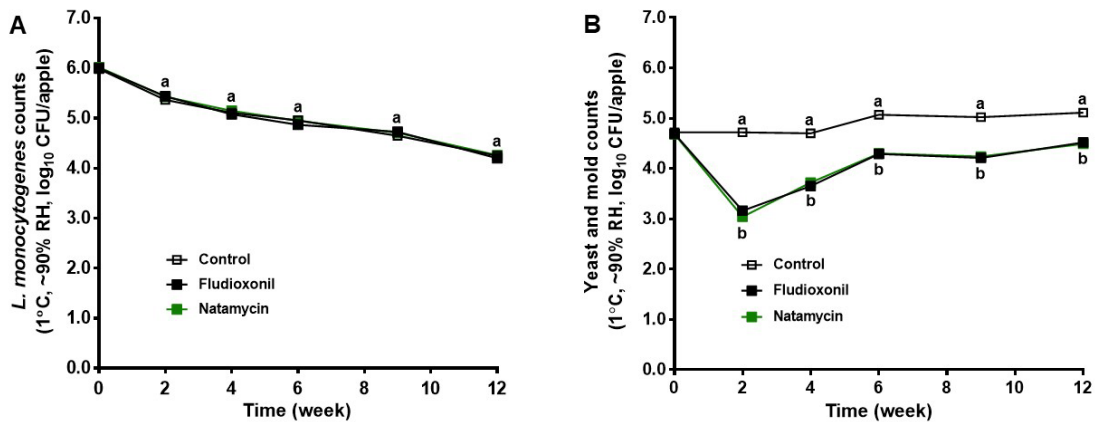 A
L. monocytogenes counts
(1°C, ~90% RH, log10 CFU/apple)
7.0
6.0
5.0
4.0
3.0
2.0
1.0
0.0
a
a
a
a
a
Control
Fludioxonil
Natamycin
0 2 4 6 8 10 12
Time (week)
B
Yeast and mold counts
(1°C, ~90% RH, log10 CFU/apple)
7.0
6.0
5.0
4.0
3.0
2.0
1.0
0.0
a
a
a
a
a
b
b
b
b
b
Control
Fludioxonil
Natamycin
0 2 4 6 8 10 12
Time (week)